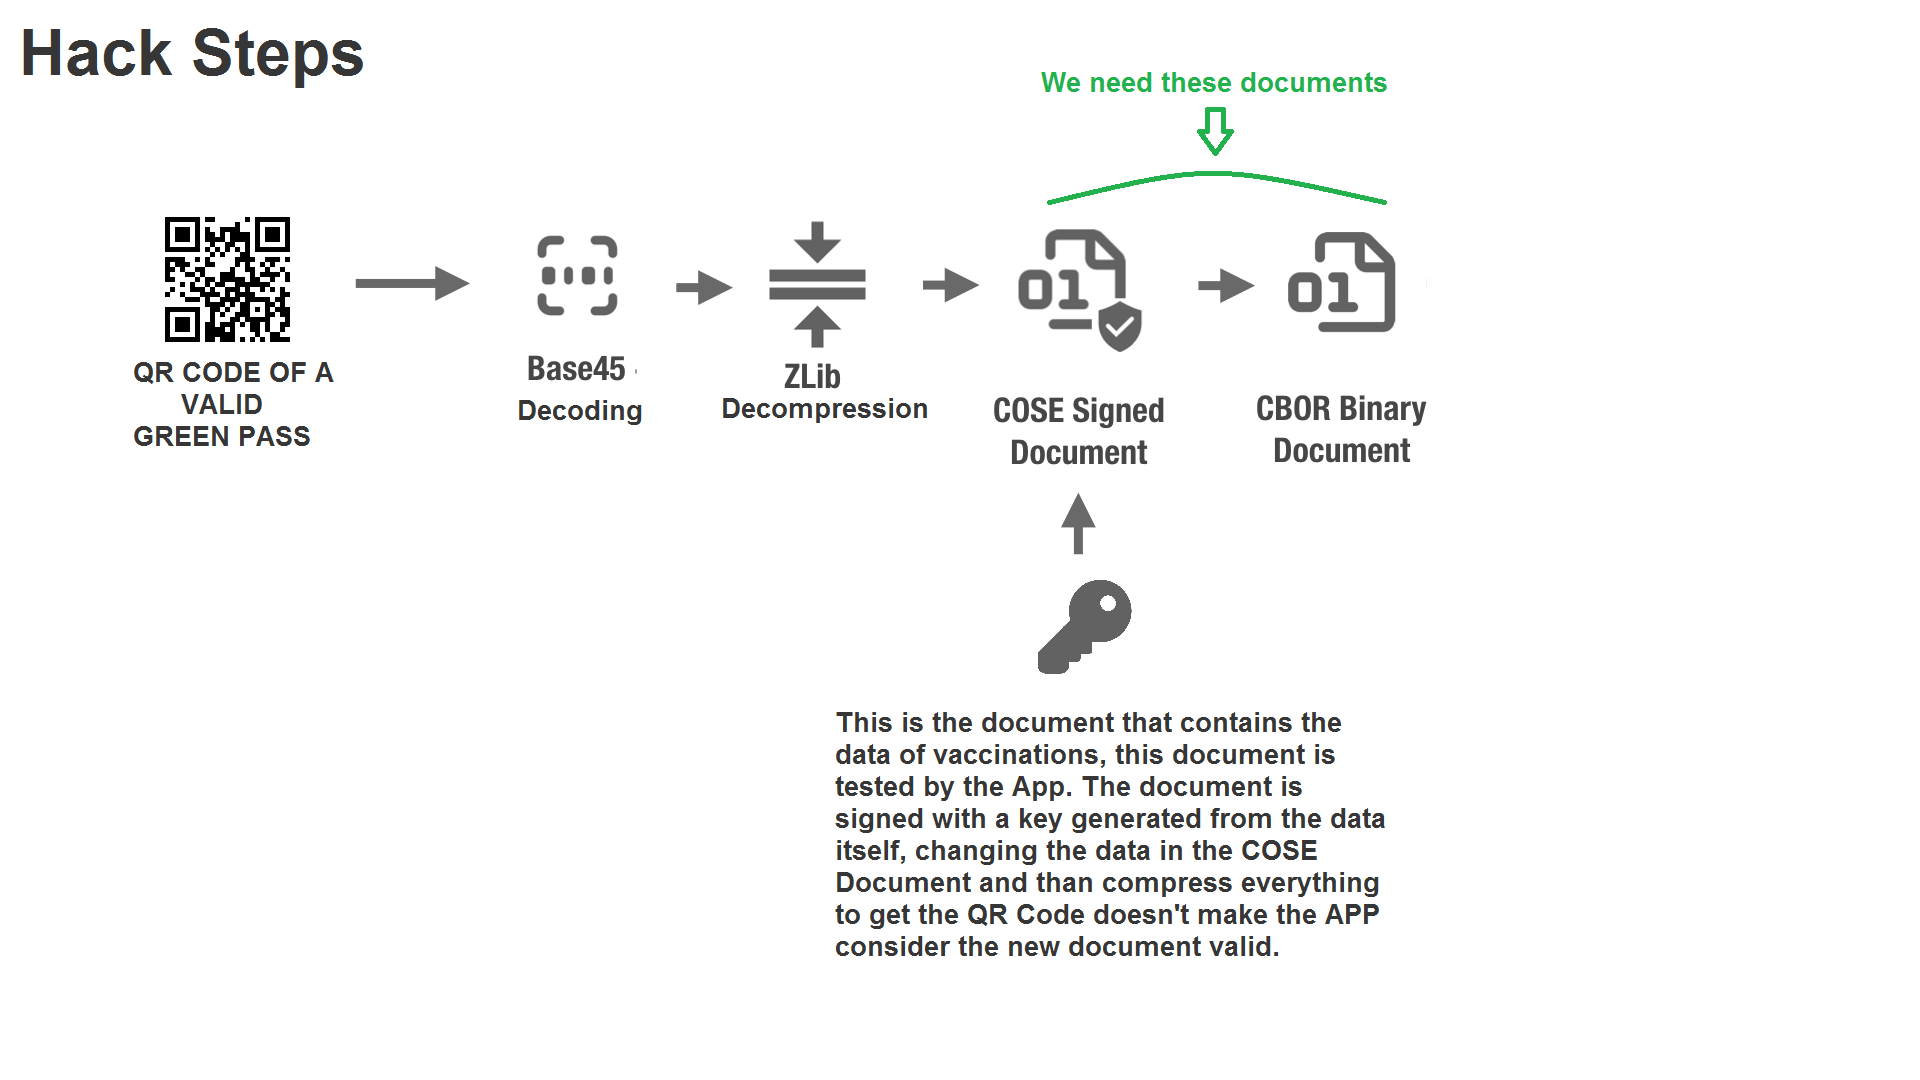 Hack Steps
We need these documents
QR CODE OF A
VALID
GREEN PASS
Base45
Decoding
ZLib
Decompression
01
COSE Signed
Document
01
CBOR Binary
Document
This is the document that contains the
data of vaccinations, this document is
tested by the App. The document is
signed with a key generated from the data
itself, changing the data in the COSE
Document and than compress everything
to get the QR Code doesn't make the APP
consider the new document valid.